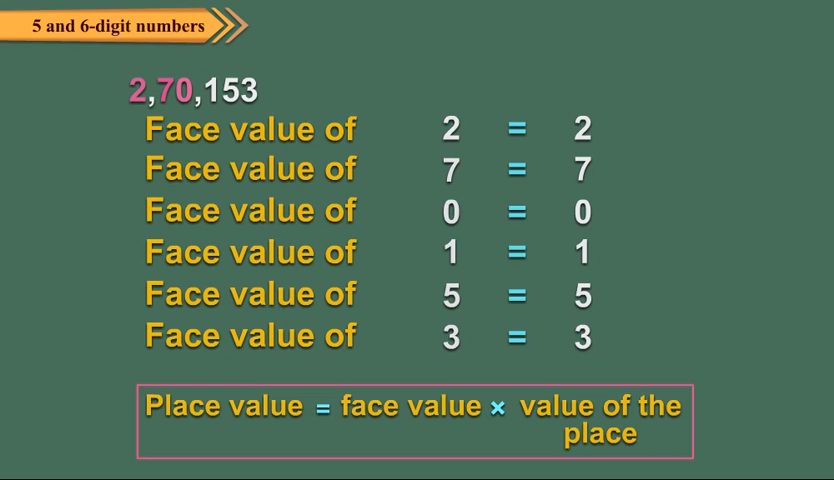 5 and 6-digit numbers
2,70,153
Face value of 2 = 2
Face value of 7 = 7
Face value of 0 = 0
Face value of 1 = 1
Face value of 5 = 5
Face value of 3 = 3
Place value = face value × value of the
place